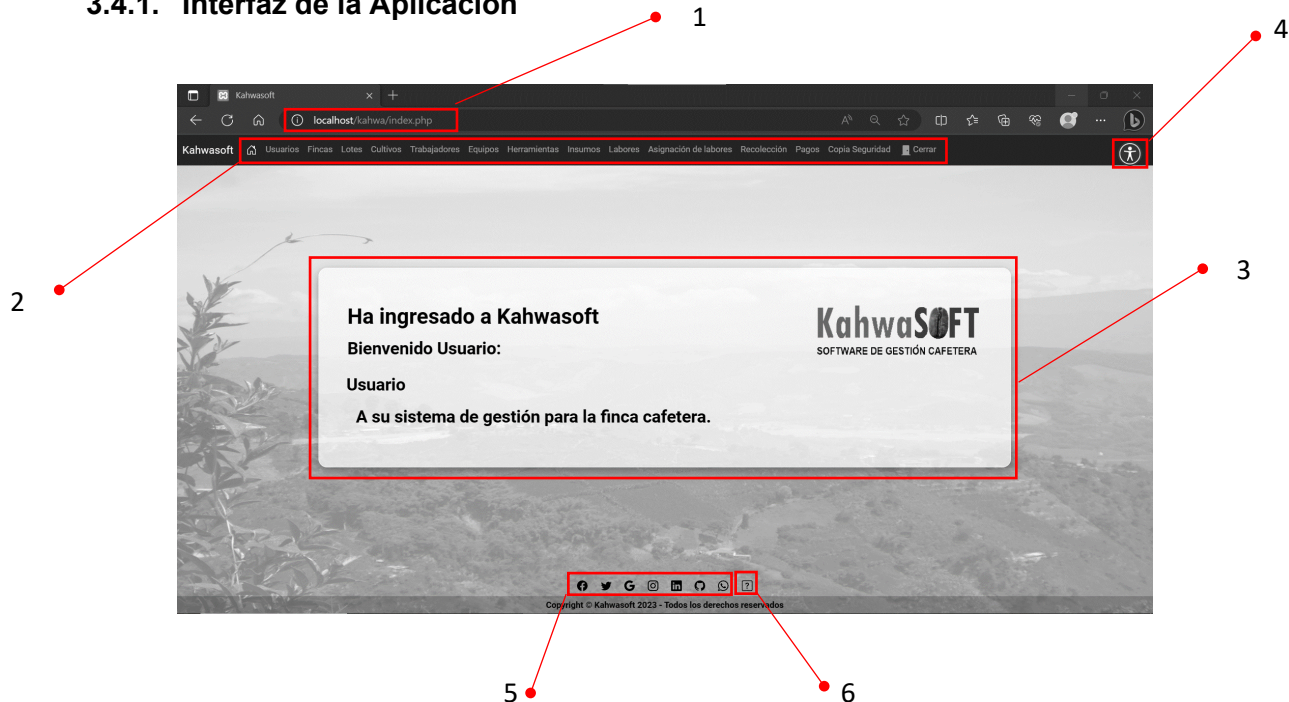 3.4.1. Interfaz de la Aplicación
1
4
Kahwasoft
localhost/kahwa/index.php
Kahwasoft Usuarios Fincas Lotes Cultivos Trabajadores Equipos Herramientas Insumos Labores Asignación de labores Recolección Pagos Copia Seguridad Cerrar
2
3
Ha ingresado a Kahwasoft
Bienvenido Usuario:
Usuario
A su sistema de gestión para la finca cafetera.
KahwaSOFT
SOFTWARE DE GESTIÓN CAFETERA
Copyright © Kahwasoft 2023 - Todos los derechos reservados
5
6